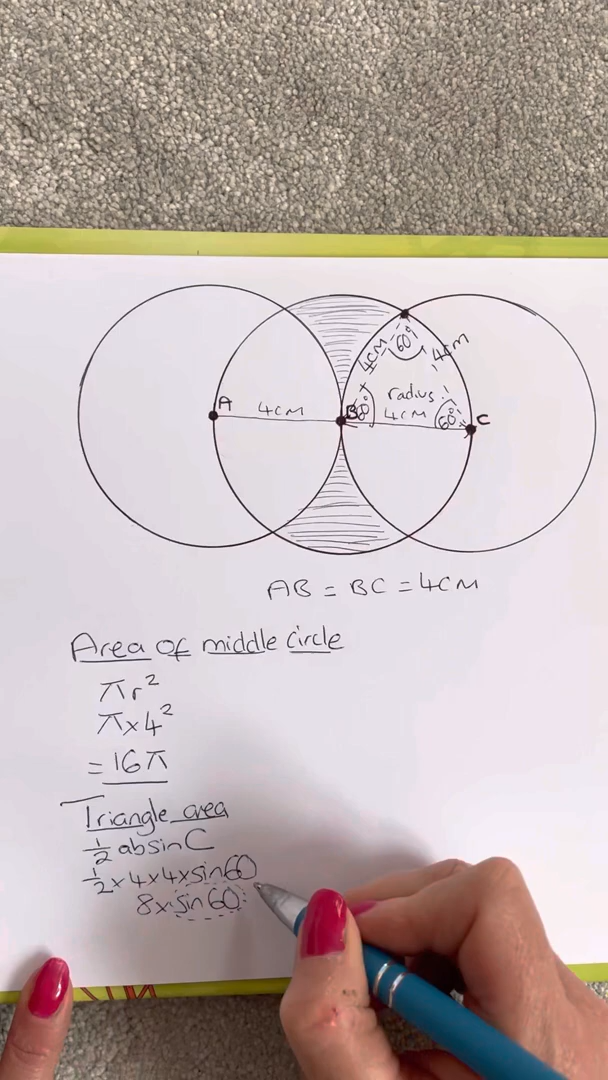 4cm 60° 4cm
A 4cm B 60° radius 4cm 60° C
AB = BC = 4cm
Area of middle circle
πr²
π×4²
= 16π
Triangle area
½ absinC
½×4×4×sin60
8×sin60